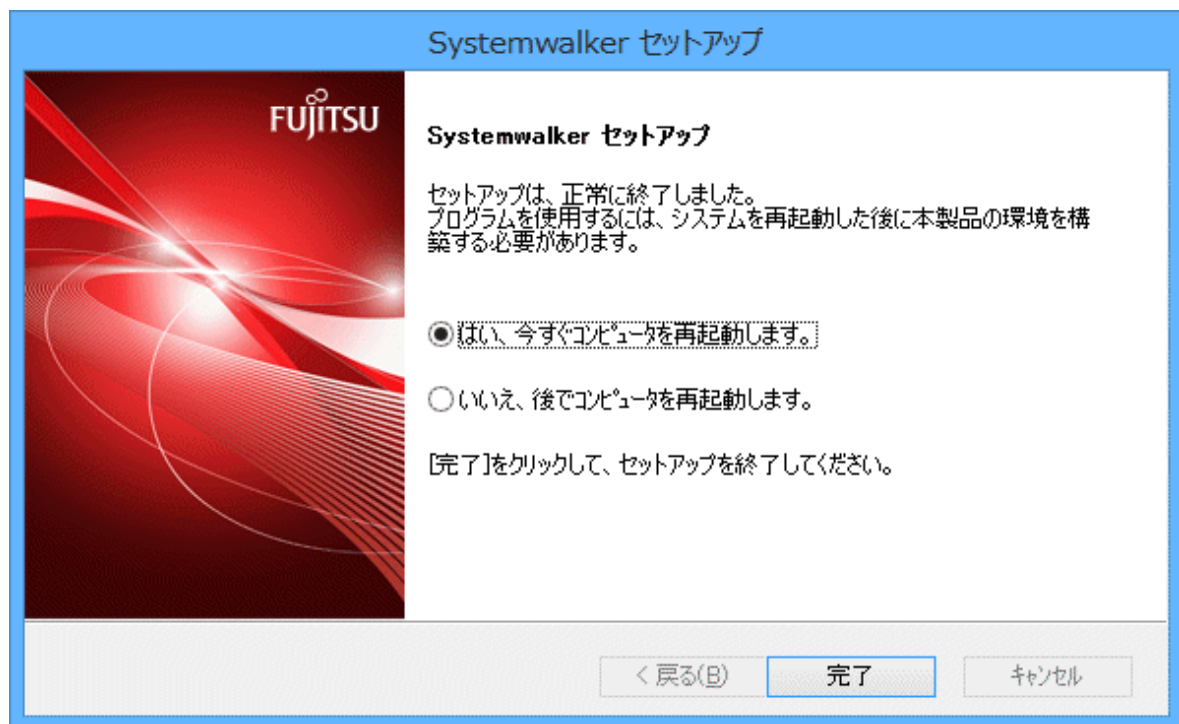 Systemwalker セットアップ
FUJITSU
Systemwalker セットアップ
セットアップは、正常に終了しました。
プログラムを使用するには、システムを再起動した後に本製品の環境を構
築する必要があります。
はい、今すぐコンピュータを再起動します。
いいえ、後でコンピュータを再起動します。
[完了]をクリックして、セットアップを終了してください。
< 戻る(B)
完了
キャンセル